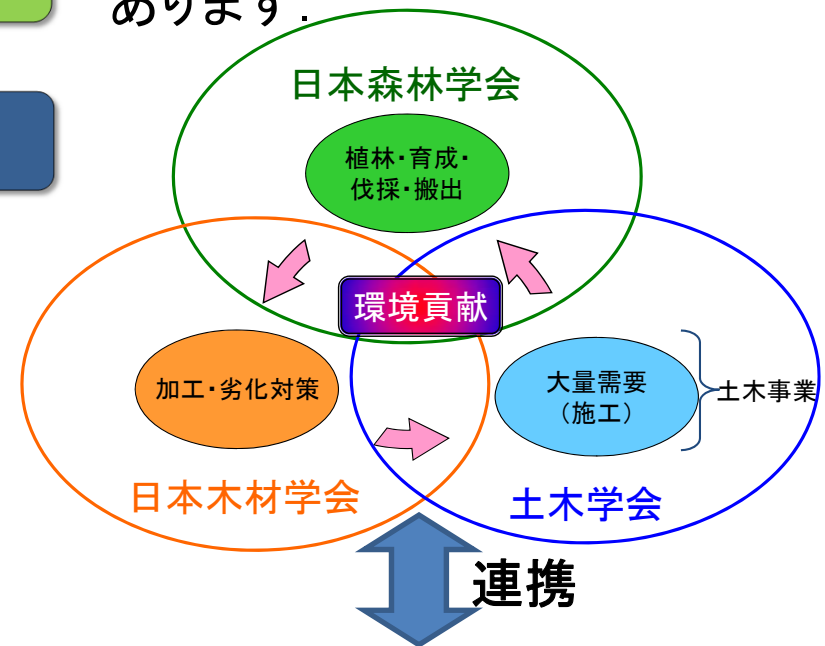 あります.
日本森林学会
植林・育成・
伐採・搬出
環境貢献
加工・劣化対策
大量需要
（施工）
土木事業
日本木材学会
土木学会
連携